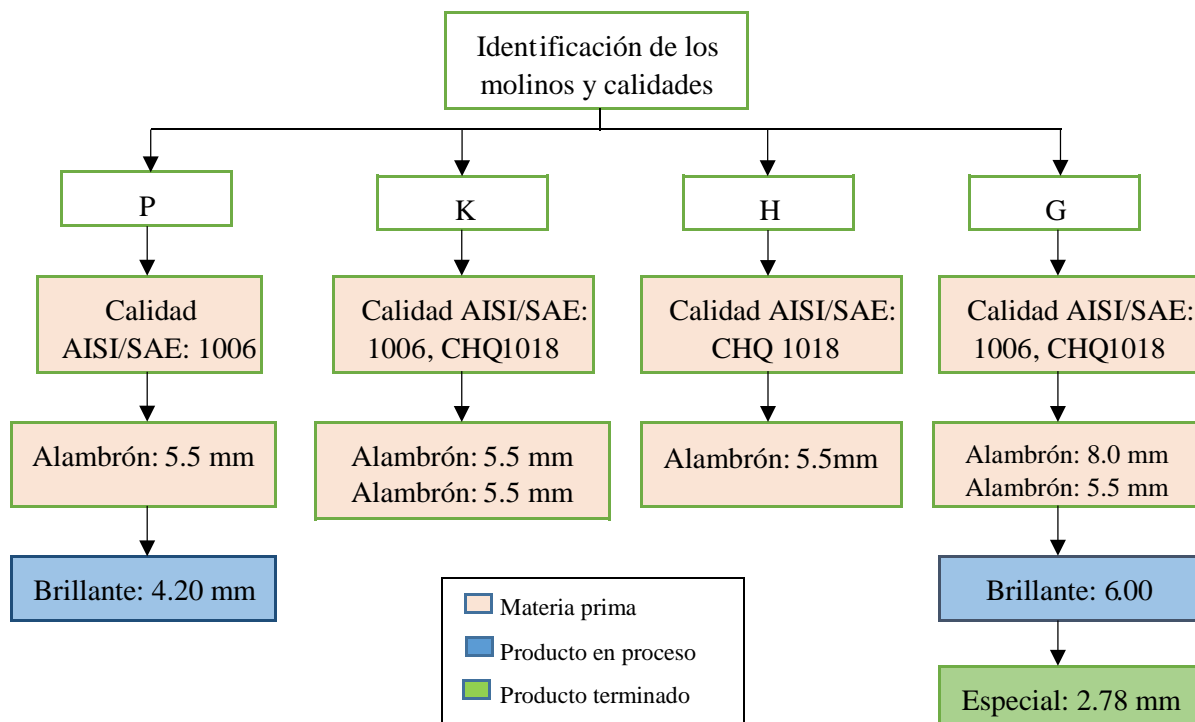 Identificación de los
molinos y calidades
P
K
H
G
Calidad
AISI/SAE: 1006
Calidad AISI/SAE:
1006, CHQ1018
Calidad AISI/SAE:
CHQ 1018
Calidad AISI/SAE:
1006, CHQ1018
Alambrón: 5.5 mm
Alambrón: 5.5 mm
Alambrón: 5.5 mm
Alambrón: 5.5mm
Alambrón: 8.0 mm
Alambrón: 5.5 mm
Brillante: 4.20 mm
Brillante: 6.00
Materia prima
Producto en proceso
Producto terminado
Especial: 2.78 mm